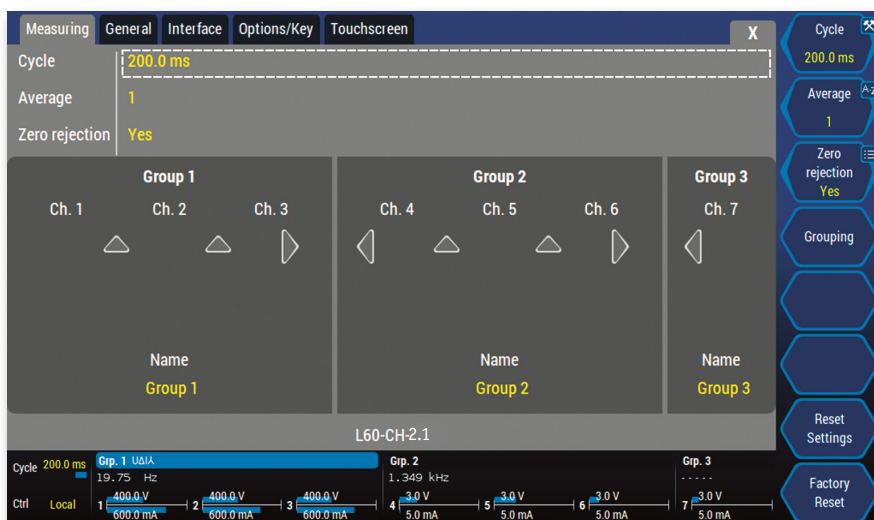 Measuring General Interface Options/Key Touchscreen X
Cycle 200.0 ms
Average 1
Zero rejection Yes
Group 1 Group 2 Group 3
Ch. 1 Ch. 2 Ch. 3 Ch. 4 Ch. 5 Ch. 6 Ch. 7
Name Name Name
Group 1 Group 2 Group 3
L60-CH-2.1
Cycle 200.0 ms Grp. 1 UΔI⅄ Grp. 2 Grp. 3
19.75 Hz 1.349 kHz -----
Ctrl Local 1 400.0 V 2 400.0 V 3 400.0 V 4 3.0 V 5 3.0 V 6 3.0 V 7 3.0 V
600.0 mA 600.0 mA 600.0 mA 5.0 mA 5.0 mA 5.0 mA 5.0 mA
Cycle
200.0 ms
Average A-Z
1
Zero
rejection
Yes
Grouping
Reset
Settings
Factory
Reset